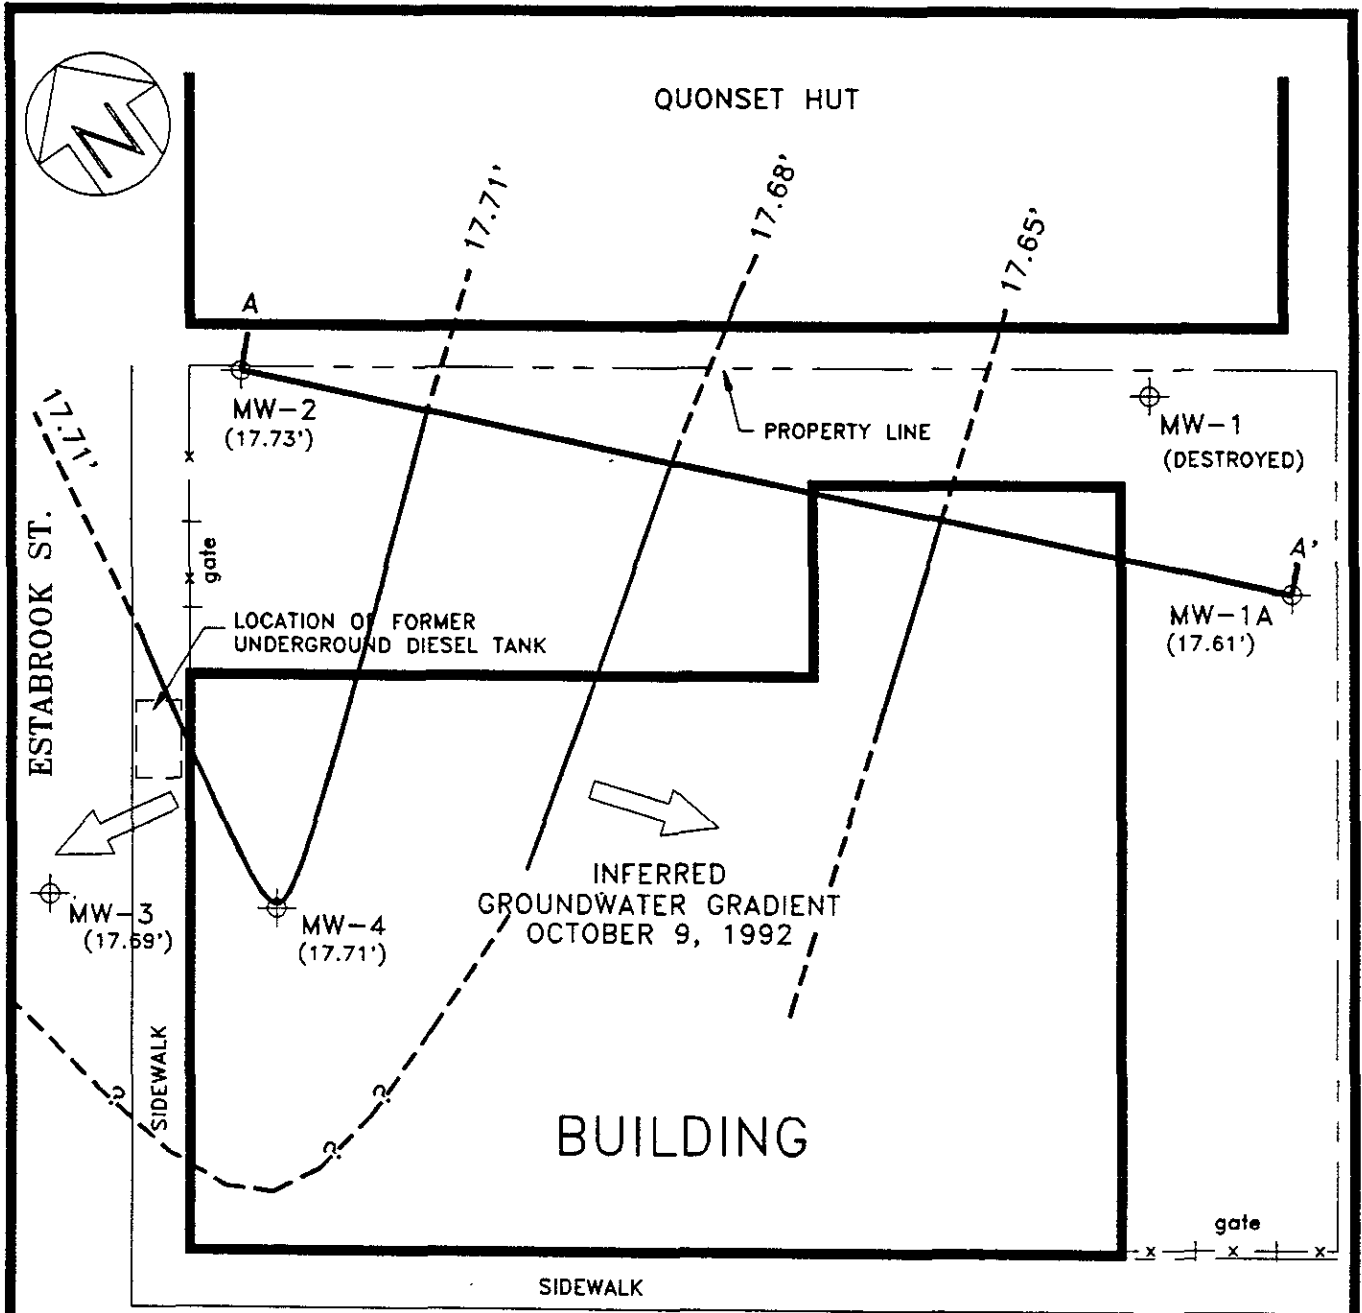 QUONSET HUT
N
17.71'
17.68'
17.65'
A
MW-2
(17.73')
17.71'
PROPERTY LINE
MW-1
(DESTROYED)
ESTABROOK ST.
x
gate
x
A'
MW-1A
(17.61')
LOCATION OF FORMER
UNDERGROUND DIESEL TANK
INFERRED
GROUNDWATER GRADIENT
OCTOBER 9, 1992
MW-3
(17.69')
MW-4
(17.71')
SIDEWALK
?
?
?
BUILDING
gate
x x x
SIDEWALK